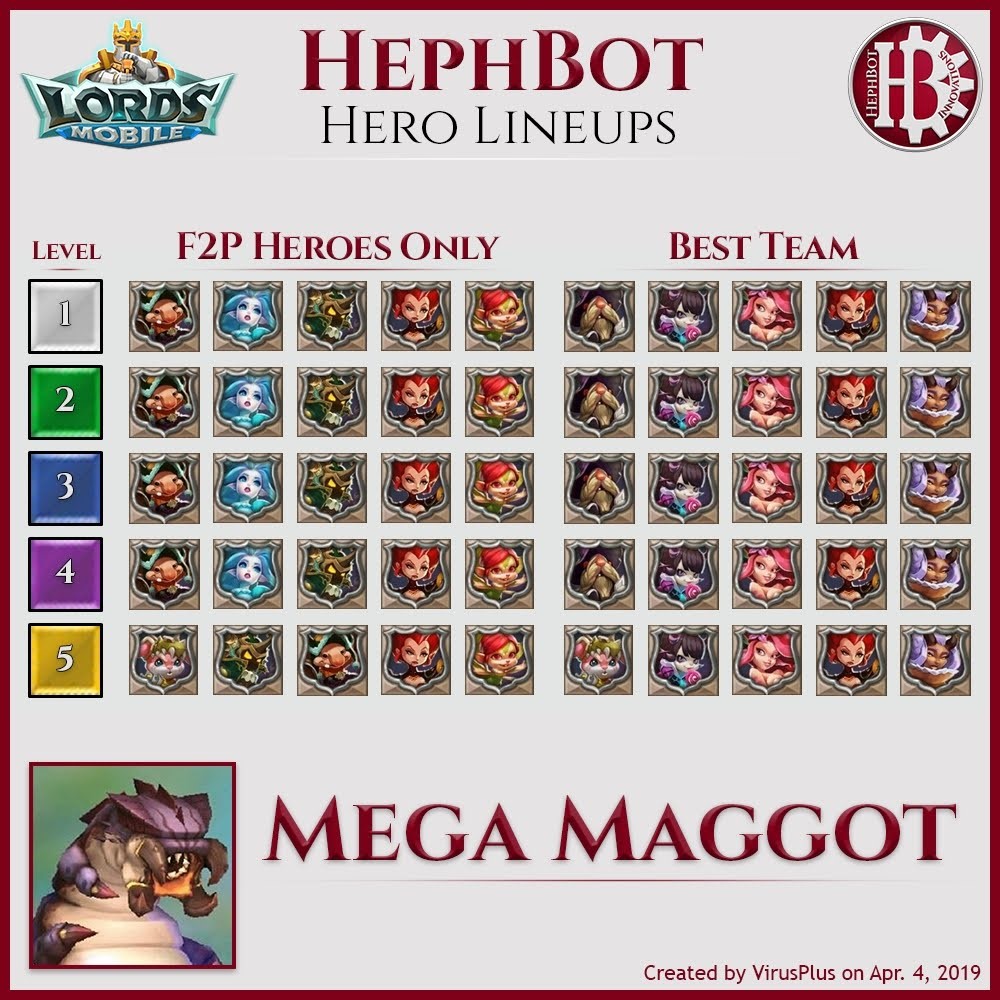 LORDS
MOBILE
HEPHBOT
HERO LINEUPS
HEPHBOT
HB
INNOVATIONS
LEVEL
F2P HEROES ONLY
BEST TEAM
1
2
3
4
5
MEGA MAGGOT
Created by VirusPlus on Apr. 4, 2019